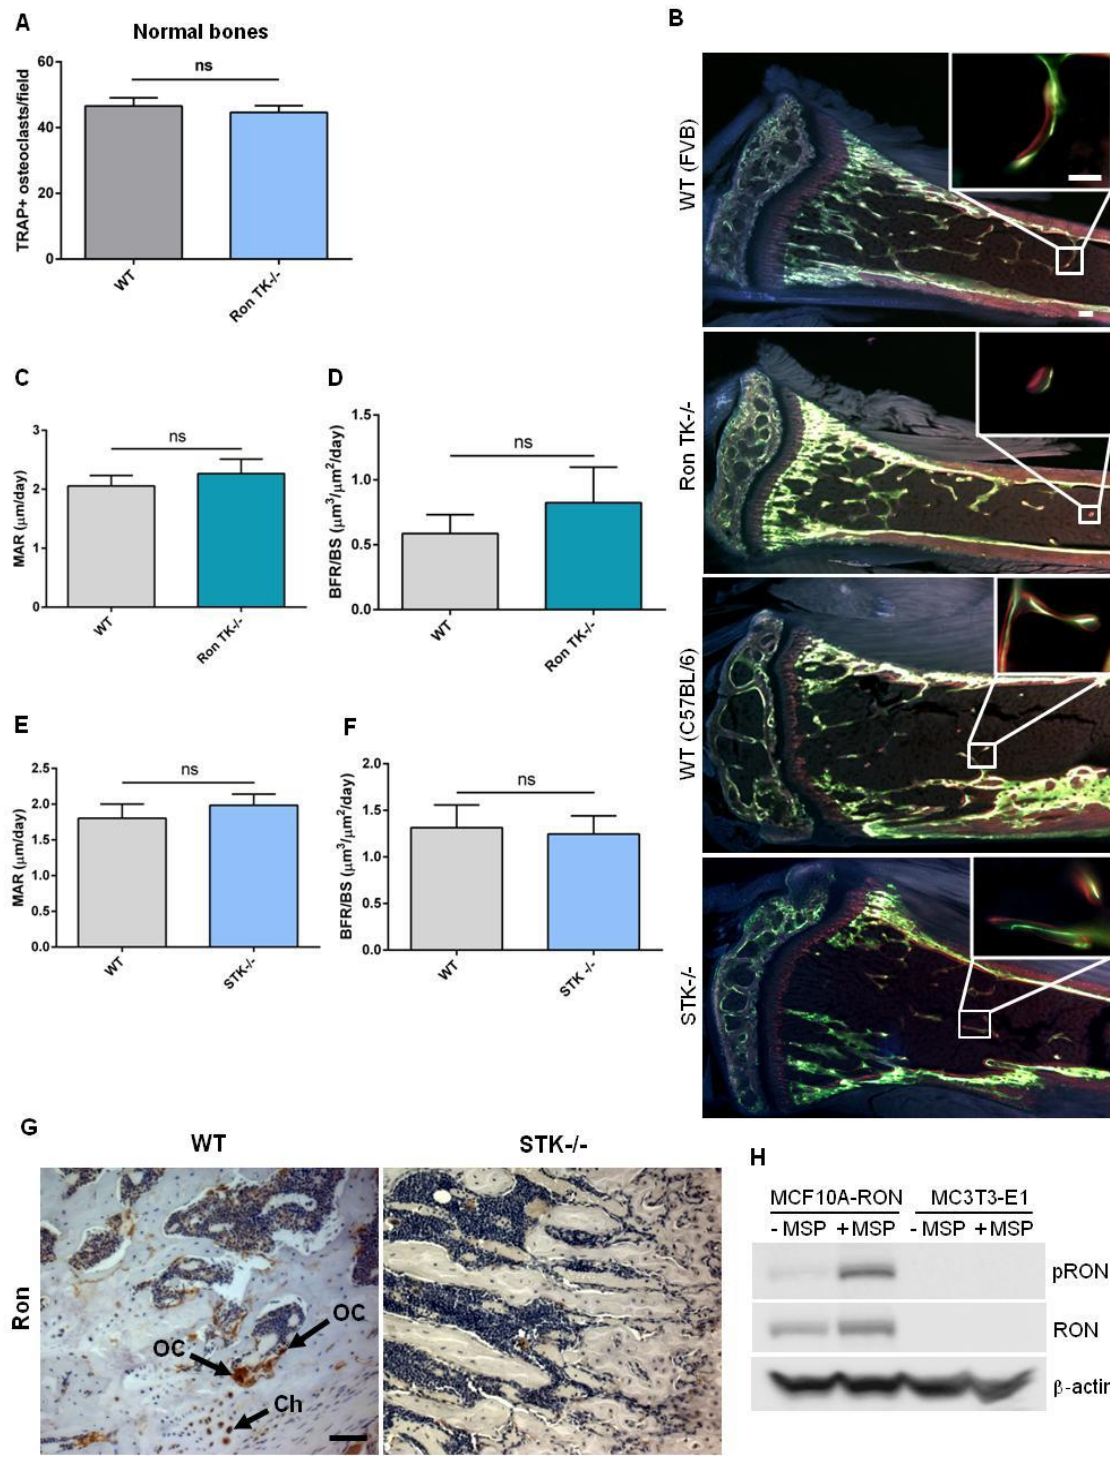 A
Normal bones
TRAP+ osteoclasts/field
60
40
20
0
ns
WT
Ron TK-/-
B
WT (FVB)
Ron TK-/-
WT (C57BL/6)
STK-/-
C
MAR (μm/day)
3
2
1
0
ns
WT
Ron TK-/-
D
BFR/BS (μm³/μm²/day)
1.5
1.0
0.5
0.0
ns
WT
Ron TK-/-
E
MAR (μm/day)
2.5
2.0
1.5
1.0
0.5
0.0
ns
WT
STK-/-
F
BFR/BS (μm³/μm²/day)
2.0
1.5
1.0
0.5
0.0
ns
WT
STK -/-
G
WT
STK-/-
Ron
OC
OC
Ch
H
MCF10A-RON MC3T3-E1
- MSP + MSP - MSP + MSP
pRON
RON
β-actin